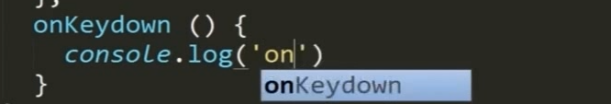 };
onKeydown () {
console.log('on')
onKeydown
}